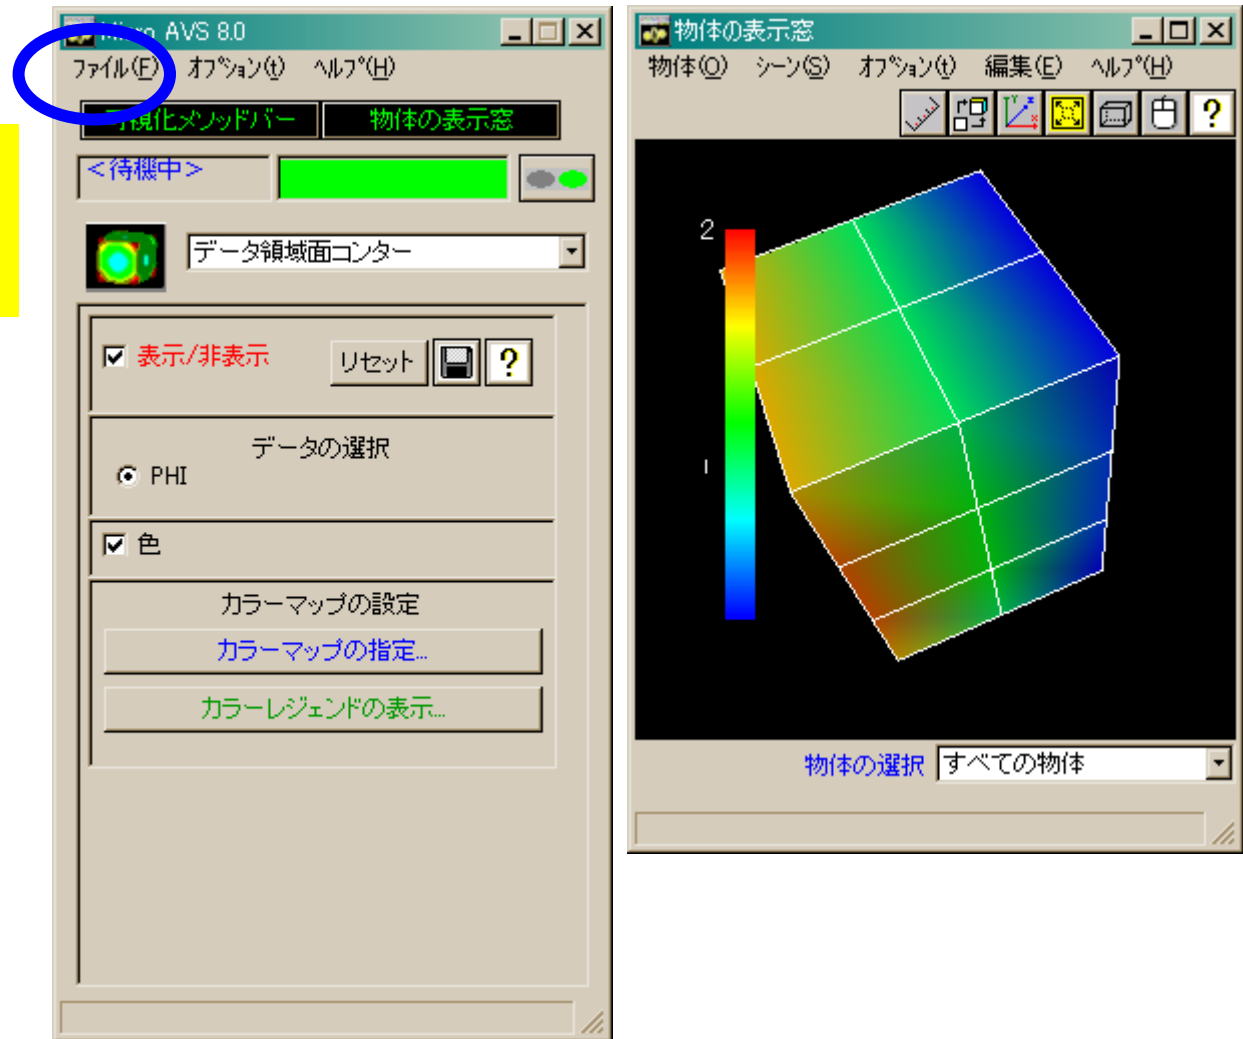 Micro AVS 8.0
ファイル(F) オプション(t) ヘルプ(H)
可視化メソッドバー 物体の表示窓
<待機中>
データ領域面コンター
表示/非表示 リセット ?
データの選択
PHI
色
カラーマップの設定
カラーマップの指定...
カラーレジェンドの表示...
物体の表示窓
物体(O) シーン(S) オプション(t) 編集(E) ヘルプ(H)
Y Z X ?
2
1
物体の選択 すべての物体